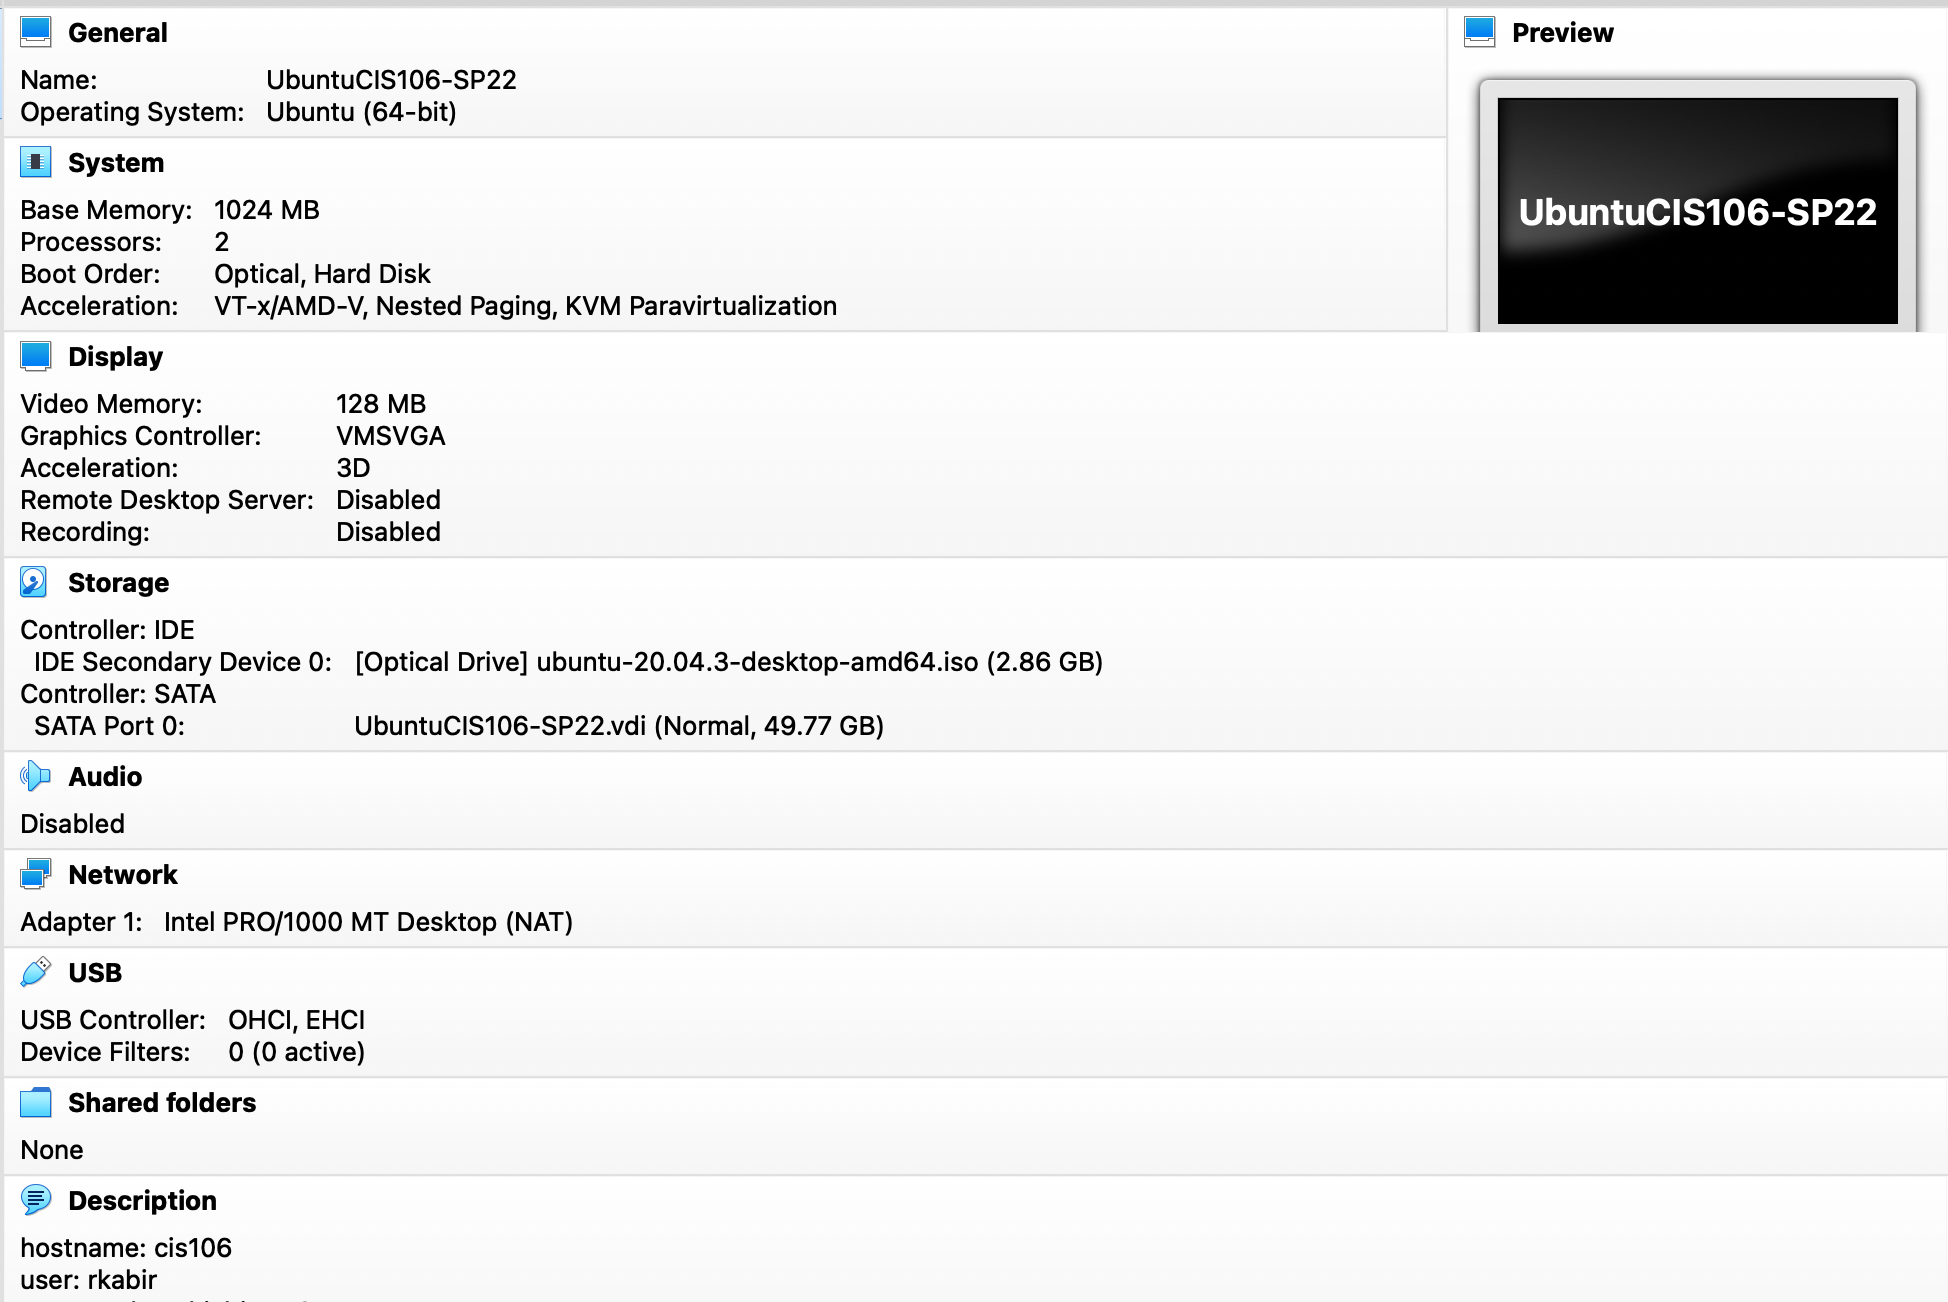 General
Name: UbuntuCIS106-SP22
Operating System: Ubuntu (64-bit)
System
Base Memory: 1024 MB
Processors: 2
Boot Order: Optical, Hard Disk
Acceleration: VT-x/AMD-V, Nested Paging, KVM Paravirtualization
Preview
UbuntuCIS106-SP22
Display
Video Memory: 128 MB
Graphics Controller: VMSVGA
Acceleration: 3D
Remote Desktop Server: Disabled
Recording: Disabled
Storage
Controller: IDE
IDE Secondary Device 0: [Optical Drive] ubuntu-20.04.3-desktop-amd64.iso (2.86 GB)
Controller: SATA
SATA Port 0: UbuntuCIS106-SP22.vdi (Normal, 49.77 GB)
Audio
Disabled
Network
Adapter 1: Intel PRO/1000 MT Desktop (NAT)
USB
USB Controller: OHCI, EHCI
Device Filters: 0 (0 active)
Shared folders
None
Description
hostname: cis106
user: rkabir